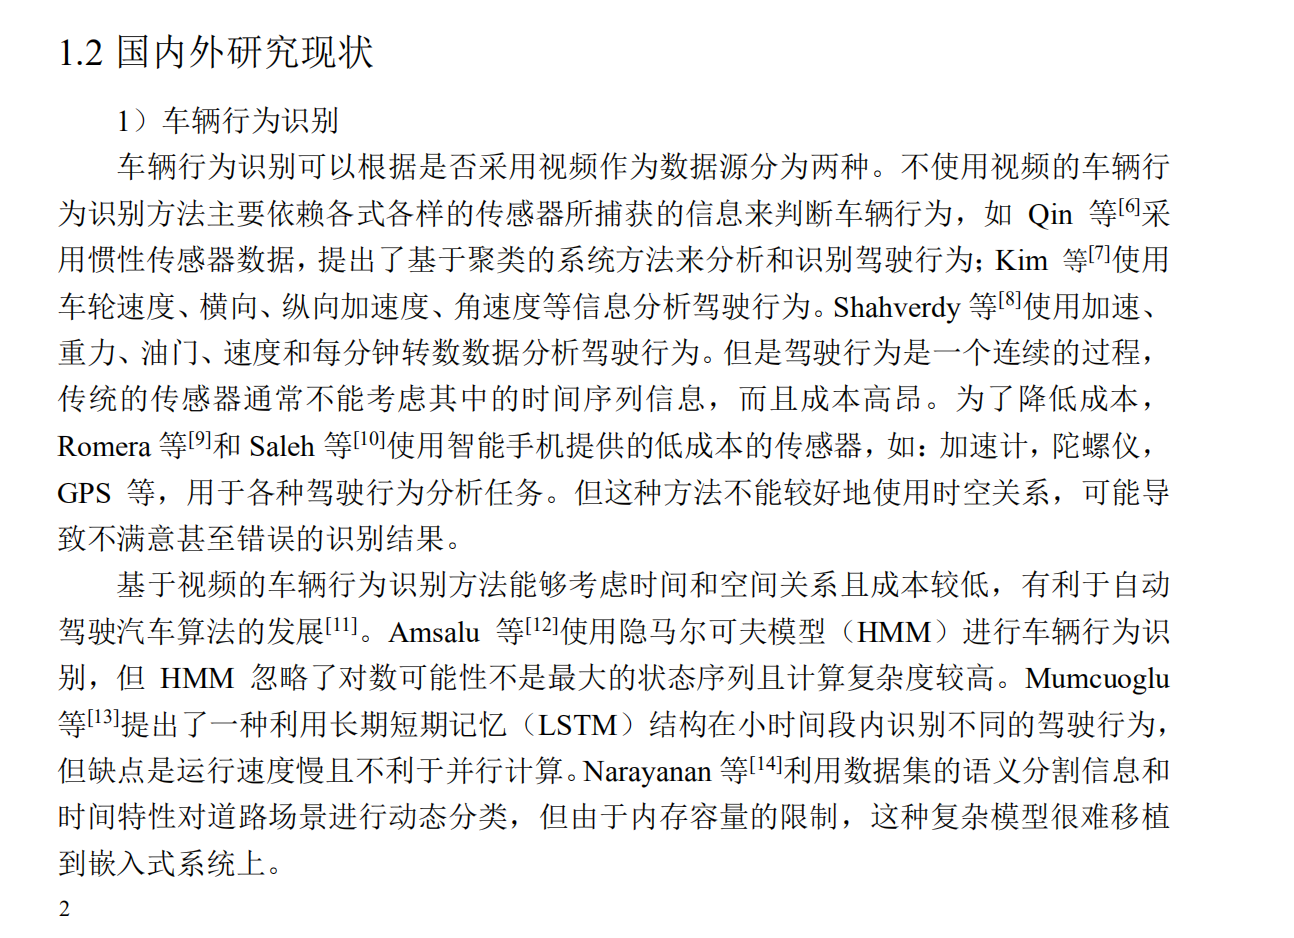 1.2 国内外研究现状
1）车辆行为识别
车辆行为识别可以根据是否采用视频作为数据源分为两种。不使用视频的车辆行
为识别方法主要依赖各式各样的传感器所捕获的信息来判断车辆行为，如 Qin 等[6]采
用惯性传感器数据，提出了基于聚类的系统方法来分析和识别驾驶行为；Kim 等[7]使用
车轮速度、横向、纵向加速度、角速度等信息分析驾驶行为。Shahverdy 等[8]使用加速、
重力、油门、速度和每分钟转数数据分析驾驶行为。但是驾驶行为是一个连续的过程，
传统的传感器通常不能考虑其中的时间序列信息，而且成本高昂。为了降低成本，
Romera 等[9]和 Saleh 等[10]使用智能手机提供的低成本的传感器，如：加速计，陀螺仪，
GPS 等，用于各种驾驶行为分析任务。但这种方法不能较好地使用时空关系，可能导
致不满意甚至错误的识别结果。
基于视频的车辆行为识别方法能够考虑时间和空间关系且成本较低，有利于自动
驾驶汽车算法的发展[11]。Amsalu 等[12]使用隐马尔可夫模型（HMM）进行车辆行为识
别，但 HMM 忽略了对数可能性不是最大的状态序列且计算复杂度较高。Mumcuoglu
等[13]提出了一种利用长期短期记忆（LSTM）结构在小时间段内识别不同的驾驶行为，
但缺点是运行速度慢且不利于并行计算。Narayanan 等[14]利用数据集的语义分割信息和
时间特性对道路场景进行动态分类，但由于内存容量的限制，这种复杂模型很难移植
到嵌入式系统上。
2